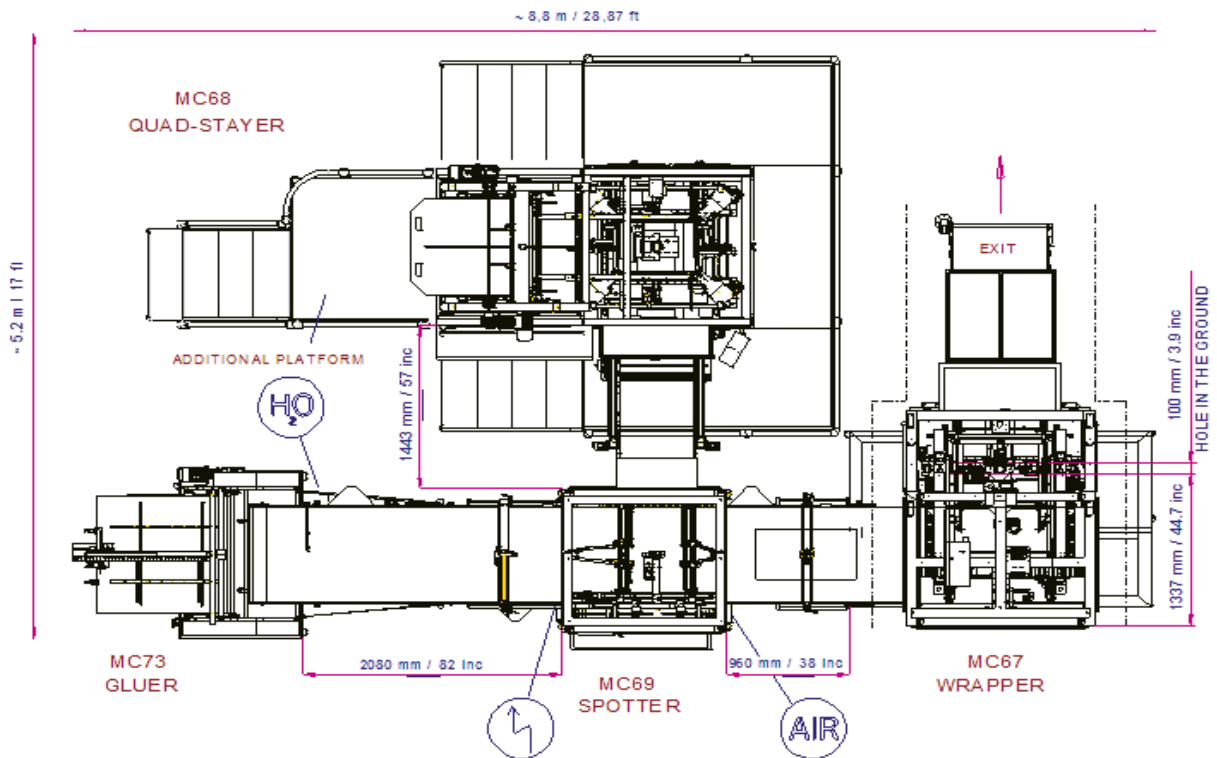 ~ 8,8 m / 28,87 ft
MC68
QUAD-STAYER
~ 5.2 m l 17 fl
EXIT
ADDITIONAL PLATFORM
H2O
1443 mm / 57 inc
100 mm / 3.9 inc
HOLE IN THE GROUND
1337 mm / 44.7 inc
MC73
GLUER
2080 mm / 82 inc
MC69
SPOTTER
960 mm / 38 inc
MC67
WRAPPER
AIR